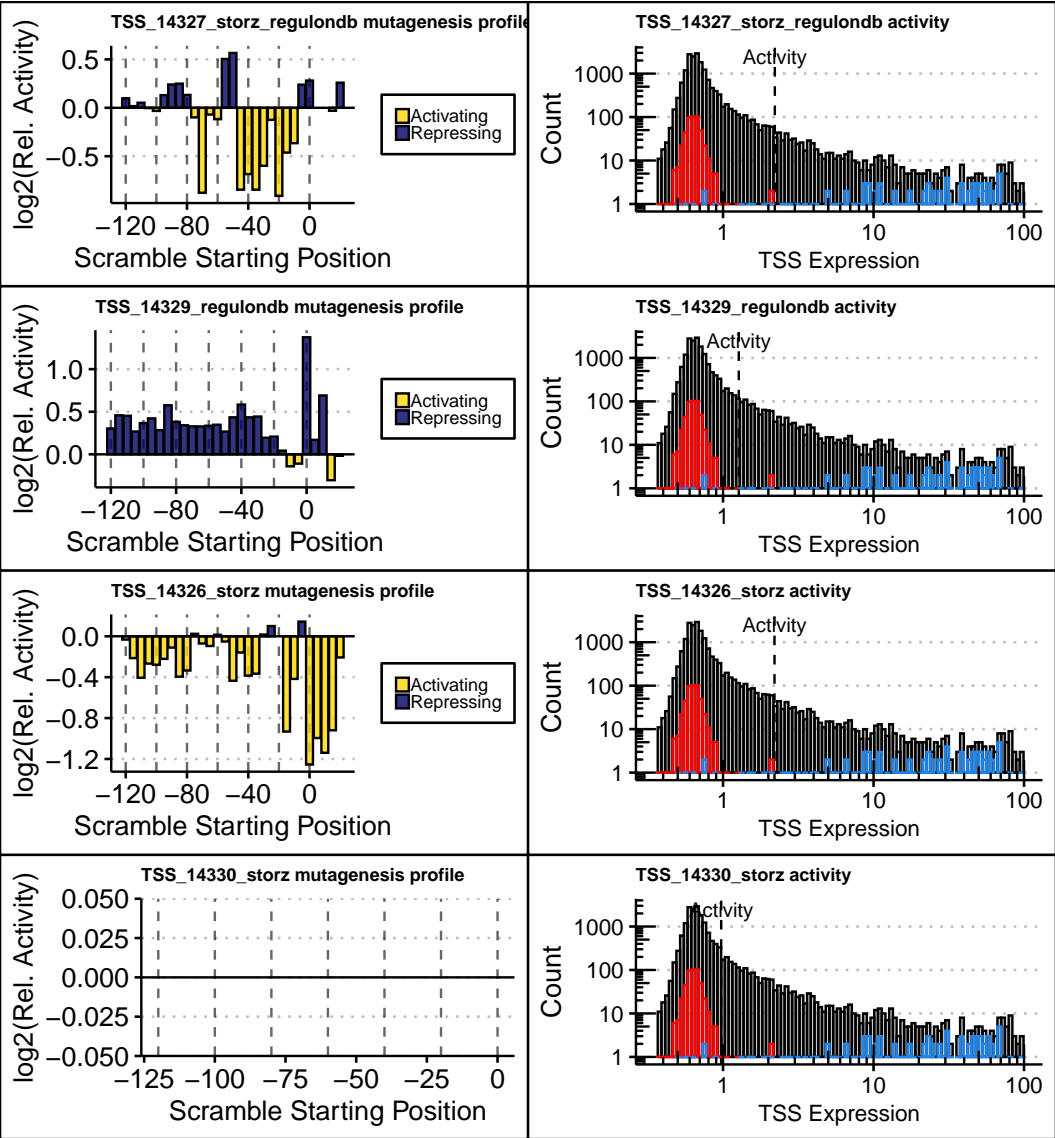 TSS_14327_storz_regulondb mutagenesis profile
log2(Rel. Activity)
0.5
0.0
−0.5
−120 −80 −40 0
Scramble Starting Position
Activating
Repressing
TSS_14327_storz_regulondb activity
Activity
Count
1000
100
10
1
1 10 100
TSS Expression
TSS_14329_regulondb mutagenesis profile
log2(Rel. Activity)
1.0
0.5
0.0
−120 −80 −40 0
Scramble Starting Position
Activating
Repressing
TSS_14329_regulondb activity
Activity
Count
1000
100
10
1
1 10 100
TSS Expression
TSS_14326_storz mutagenesis profile
log2(Rel. Activity)
0.0
−0.4
−0.8
−1.2
−120 −80 −40 0
Scramble Starting Position
Activating
Repressing
TSS_14326_storz activity
Activity
Count
1000
100
10
1
1 10 100
TSS Expression
TSS_14330_storz mutagenesis profile
log2(Rel. Activity)
0.050
0.025
0.000
−0.025
−0.050
−125 −100 −75 −50 −25 0
Scramble Starting Position
TSS_14330_storz activity
Activity
Count
1000
100
10
1
1 10 100
TSS Expression